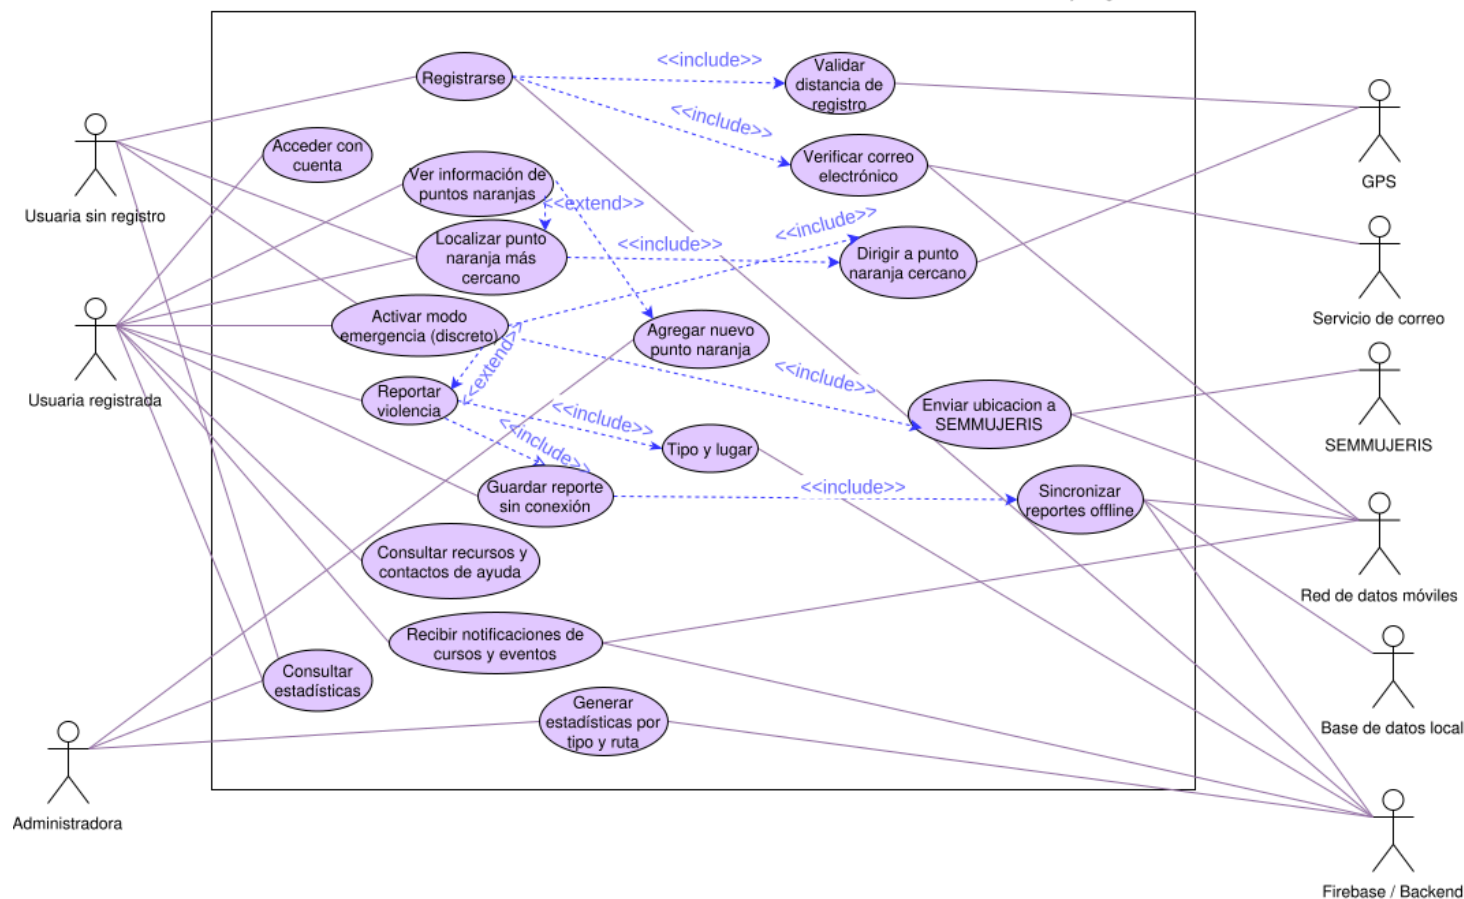 <<include>>
Registrarse
Validar
distancia de
registro
<<include>>
Acceder con
cuenta
Ver información de
puntos naranjas
Verificar correo
electrónico
GPS
Usuaria sin registro
<<extend>>
<<include>>
<<include>>
Localizar punto
naranja más
cercano
Dirigir a punto
naranja cercano
Servicio de correo
Activar modo
emergencia (discreto)
Agregar nuevo
punto naranja
<<extend>>
<<include>>
Usuaria registrada
Reportar
violencia
<<include>>
Enviar ubicacion a
SEMMUJERIS
SEMMUJERIS
<<include>>
Tipo y lugar
Guardar reporte
sin conexión
<<include>>
Sincronizar
reportes offline
Consultar recursos y
contactos de ayuda
Red de datos móviles
Recibir notificaciones de
cursos y eventos
Consultar
estadísticas
Generar
estadísticas por
tipo y ruta
Base de datos local
Administradora
Firebase / Backend